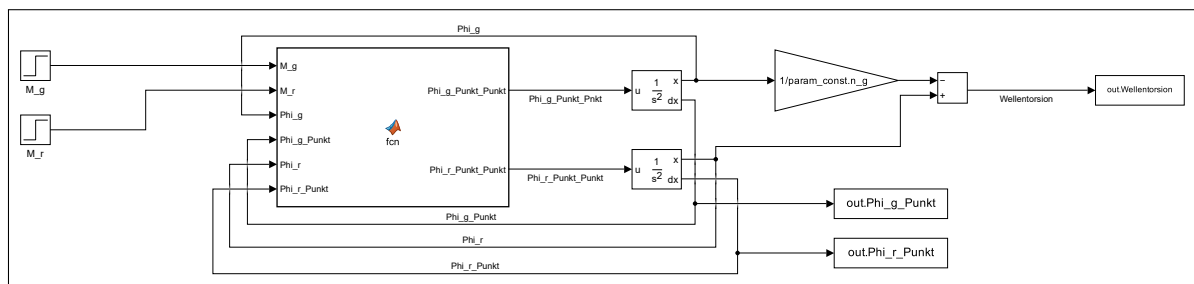 Phi_g
M_g
M_r
M_g
M_r
Phi_g
Phi_g_Punkt
Phi_r
Phi_r_Punkt
fcn
Phi_g_Punkt_Punkt
Phi_r_Punkt_Punkt
Phi_g_Punkt_Pnkt
Phi_r_Punkt_Punkt
u
1
s²
x
dx
u
1
s²
x
dx
1/param_const.n_g
−
+
Wellentorsion
out.Wellentorsion
Phi_g_Punkt
Phi_r
Phi_r_Punkt
out.Phi_g_Punkt
out.Phi_r_Punkt